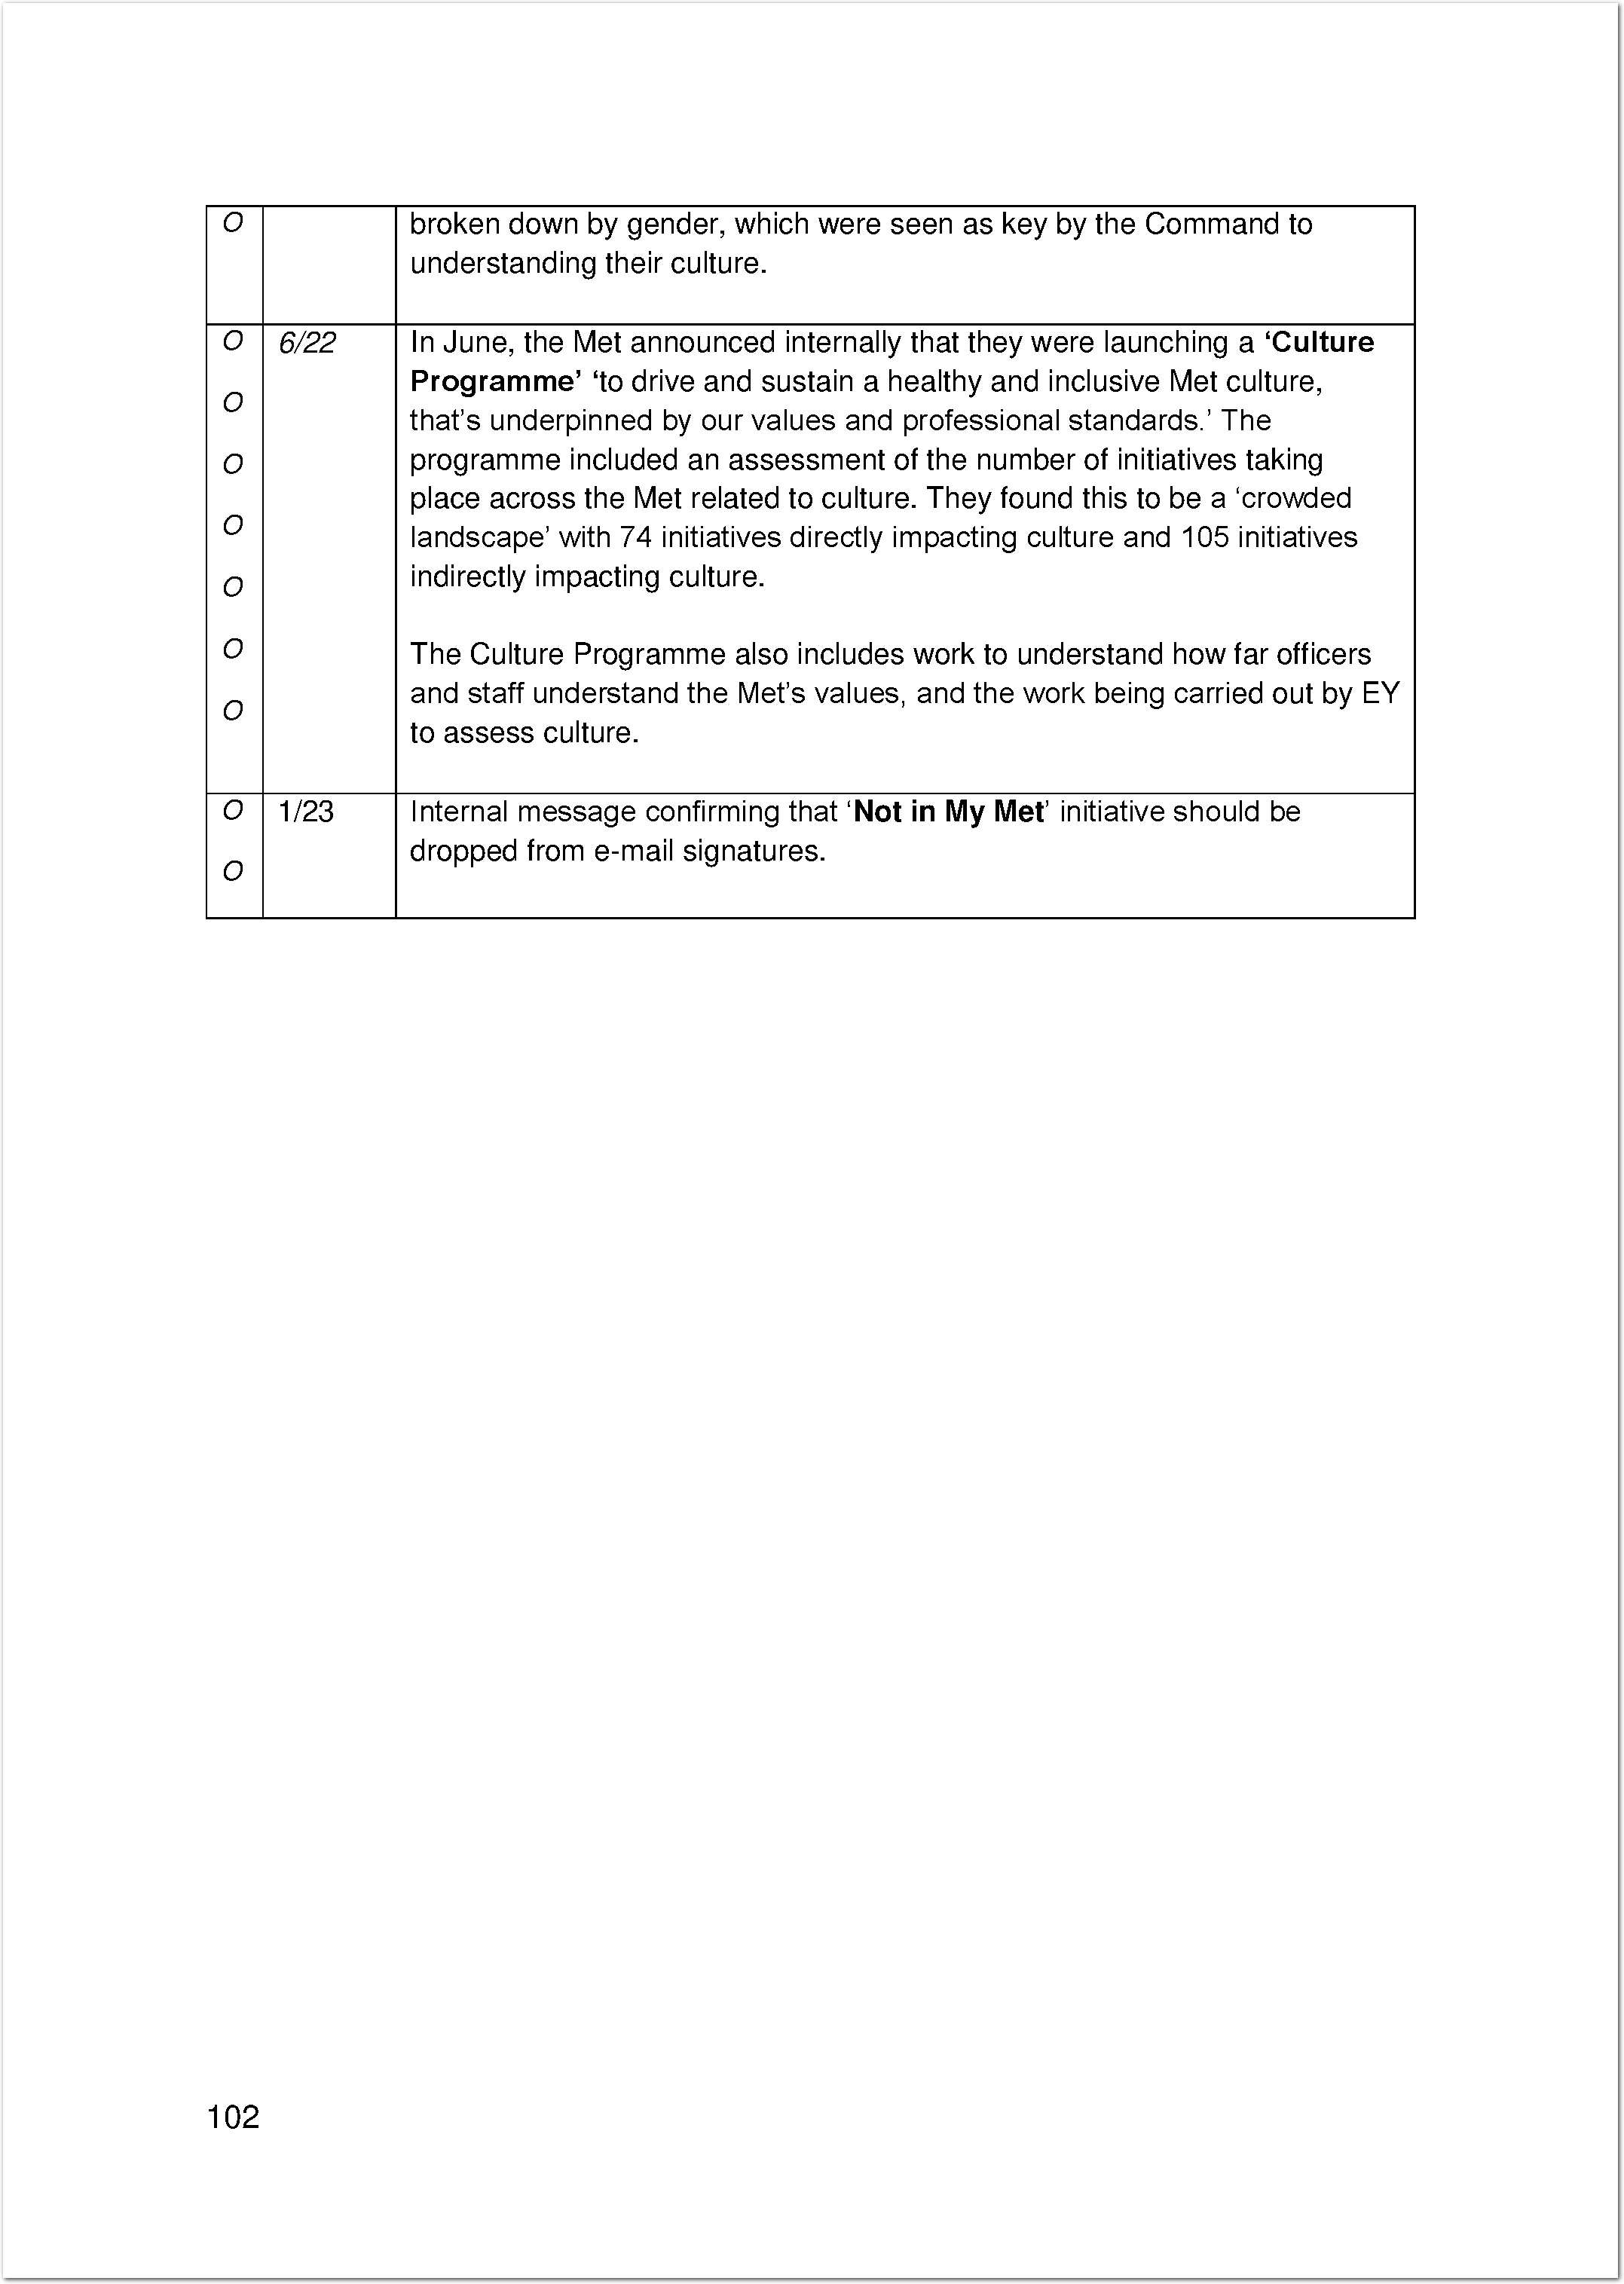 O broken down by gender, which were seen as key by the Command to
understanding their culture.
O 6/22 In June, the Met announced internally that they were launching a ‘Culture
Programme’ ‘to drive and sustain a healthy and inclusive Met culture,
O
that’s underpinned by our values and professional standards.’ The
O programme included an assessment of the number of initiatives taking
place across the Met related to culture. They found this to be a ‘crowded
O landscape’ with 74 initiatives directly impacting culture and 105 initiatives
O indirectly impacting culture.
O The Culture Programme also includes work to understand how far officers
and staff understand the Met’s values, and the work being carried out by EY
O
to assess culture.
O 1/23 Internal message confirming that ‘Not in My Met’ initiative should be
dropped from e-mail signatures.
O
102